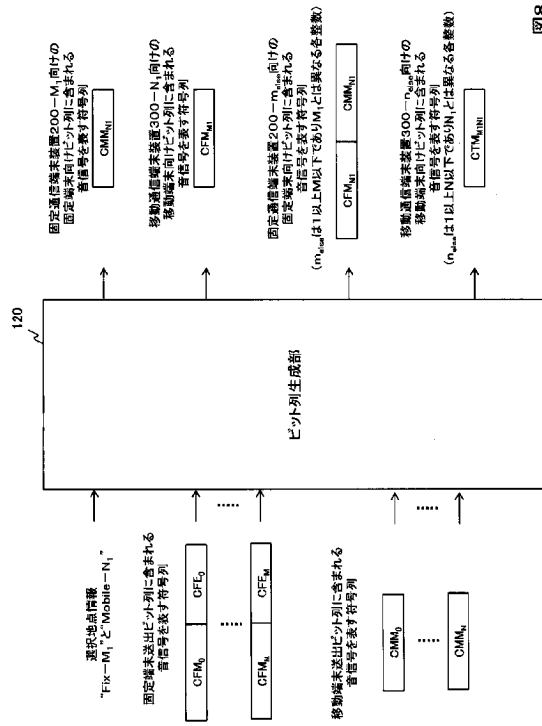 120
選択地点情報
"Fix-M₁"と"Mobile-N₁"
固定端末送出ビット列に含まれる
音信号を表す符号列
CFM₀ CFE₀
CFM_M CFE_M
移動端末送出ビット列に含まれる
音信号を表す符号列
CMM₀
CMM_N
ビット列生成部
固定通信端末装置200-M₁向けの
固定端末向けビット列に含まれる
音信号を表す符号列
CMM_N1
移動通信端末装置300-N₁向けの
移動端末向けビット列に含まれる
音信号を表す符号列
CFM_M1
固定通信端末装置200-m_else向けの
固定端末向けビット列に含まれる
音信号を表す符号列
(m_elseは1以上M以下でありM₁とは異なる各整数)
CFM_N1 CMM_N1
移動通信端末装置300-n_else向けの
移動端末向けビット列に含まれる
音信号を表す符号列
(n_elseは1以上N以下でありN₁とは異なる各整数)
CTM_M1N1
図8